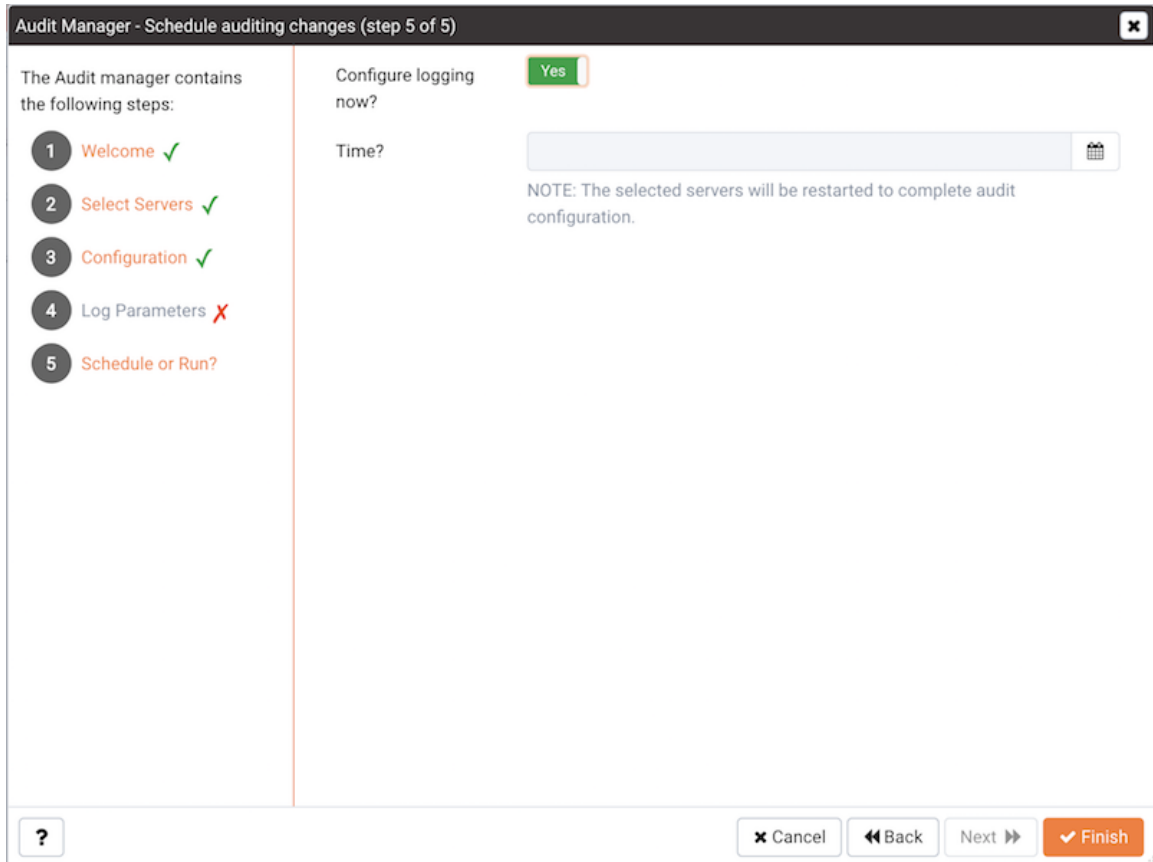 Audit Manager - Schedule auditing changes (step 5 of 5)
The Audit manager contains
the following steps:
1 Welcome
2 Select Servers
3 Configuration
4 Log Parameters
5 Schedule or Run?
Configure logging
now?
Yes
Time?
NOTE: The selected servers will be restarted to complete audit
configuration.
?
Cancel
Back
Next
Finish